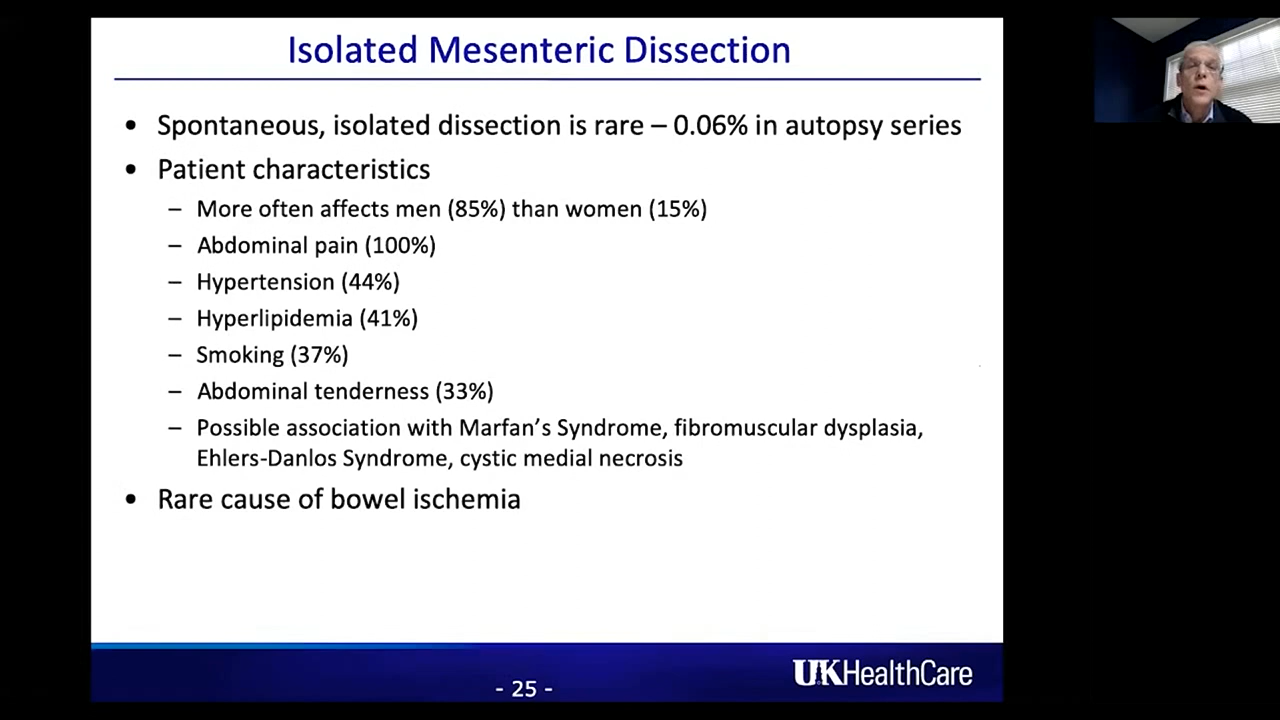 Isolated Mesenteric Dissection
• Spontaneous, isolated dissection is rare – 0.06% in autopsy series
• Patient characteristics
– More often affects men (85%) than women (15%)
– Abdominal pain (100%)
– Hypertension (44%)
– Hyperlipidemia (41%)
– Smoking (37%)
– Abdominal tenderness (33%)
– Possible association with Marfan’s Syndrome, fibromuscular dysplasia,
Ehlers-Danlos Syndrome, cystic medial necrosis
• Rare cause of bowel ischemia
- 25 -
UKHealthCare